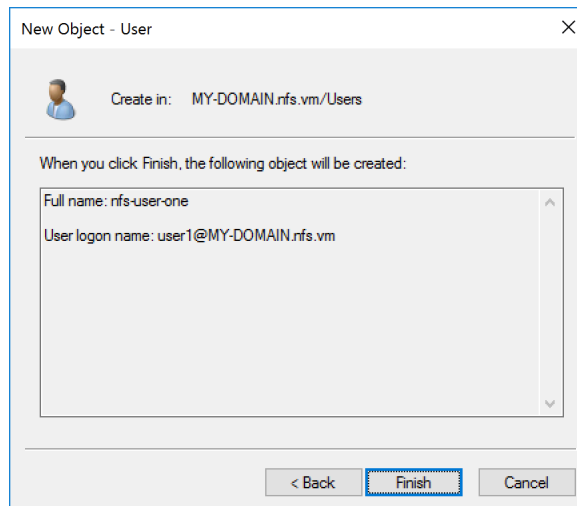 New Object - User
Create in: MY-DOMAIN.nfs.vm/Users
When you click Finish, the following object will be created:
Full name: nfs-user-one
User logon name: user1@MY-DOMAIN.nfs.vm
< Back Finish Cancel